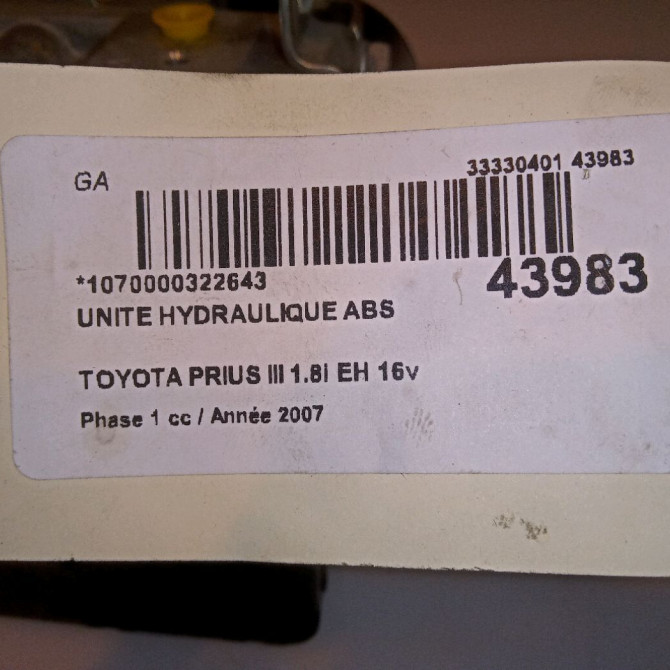 GA
33330401 43983
*1070000322643
43983
UNITE HYDRAULIQUE ABS
TOYOTA PRIUS III 1.8i EH 16v
Phase 1 cc / Année 2007